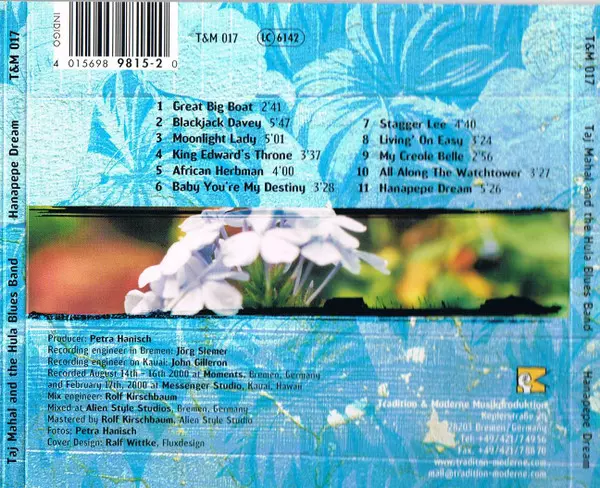 Taj Mahal and the Hula Blues Band Hanapepe Dream T&M 017
INDIGO
4 015698 9815-2 0
T&M 017 LC 6142
1 Great Big Boat 2'41
2 Blackjack Davey 5'47
3 Moonlight Lady 5'01
4 King Edward's Throne 3'37
5 African Herbman 4'00
6 Baby You're My Destiny 3'28
7 Stagger Lee 4'40
8 Living' On Easy 3'24
9 My Creole Belle 2'56
10 All Along The Watchtower 3'27
11 Hanapepe Dream 5'26
Producer: Petra Hanisch
Recording engineer in Bremen: Jörg Siemer
Recording engineer on Kauai: John Gilleron
Recorded August 14th - 16th 2000 at Moments, Bremen, Germany
and February 17th, 2000 at Messenger Studio, Kauai, Hawaii
Mix engineer: Rolf Kirschbaum
Mixed at Alien Style Studios, Bremen, Germany
Mastered by Rolf Kirschbaum, Alien Style Studio
Fotos: Petra Hanisch
Cover Design: Ralf Wittke, Fluxdesign
Tradition & Moderne Musikproduktion
28203 Bremen / Germany
www.tradition-moderne.com
mail@tradition-moderne.com
T&M 017 Taj Mahal and the Hula Blues Band Hanapepe Dream